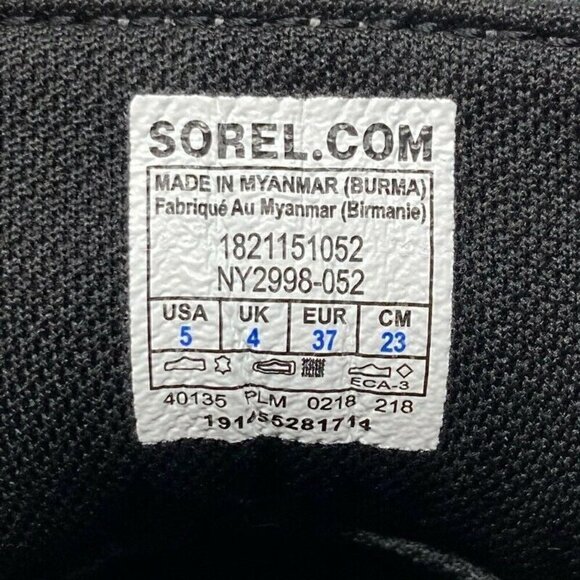 SOREL.COM
MADE IN MYANMAR (BURMA)
Fabriqué Au Myanmar (Birmanie)
1821151052
NY2998-052
USA UK EUR CM
5 4 37 23
ECA-3
40135 PLM 0218 218